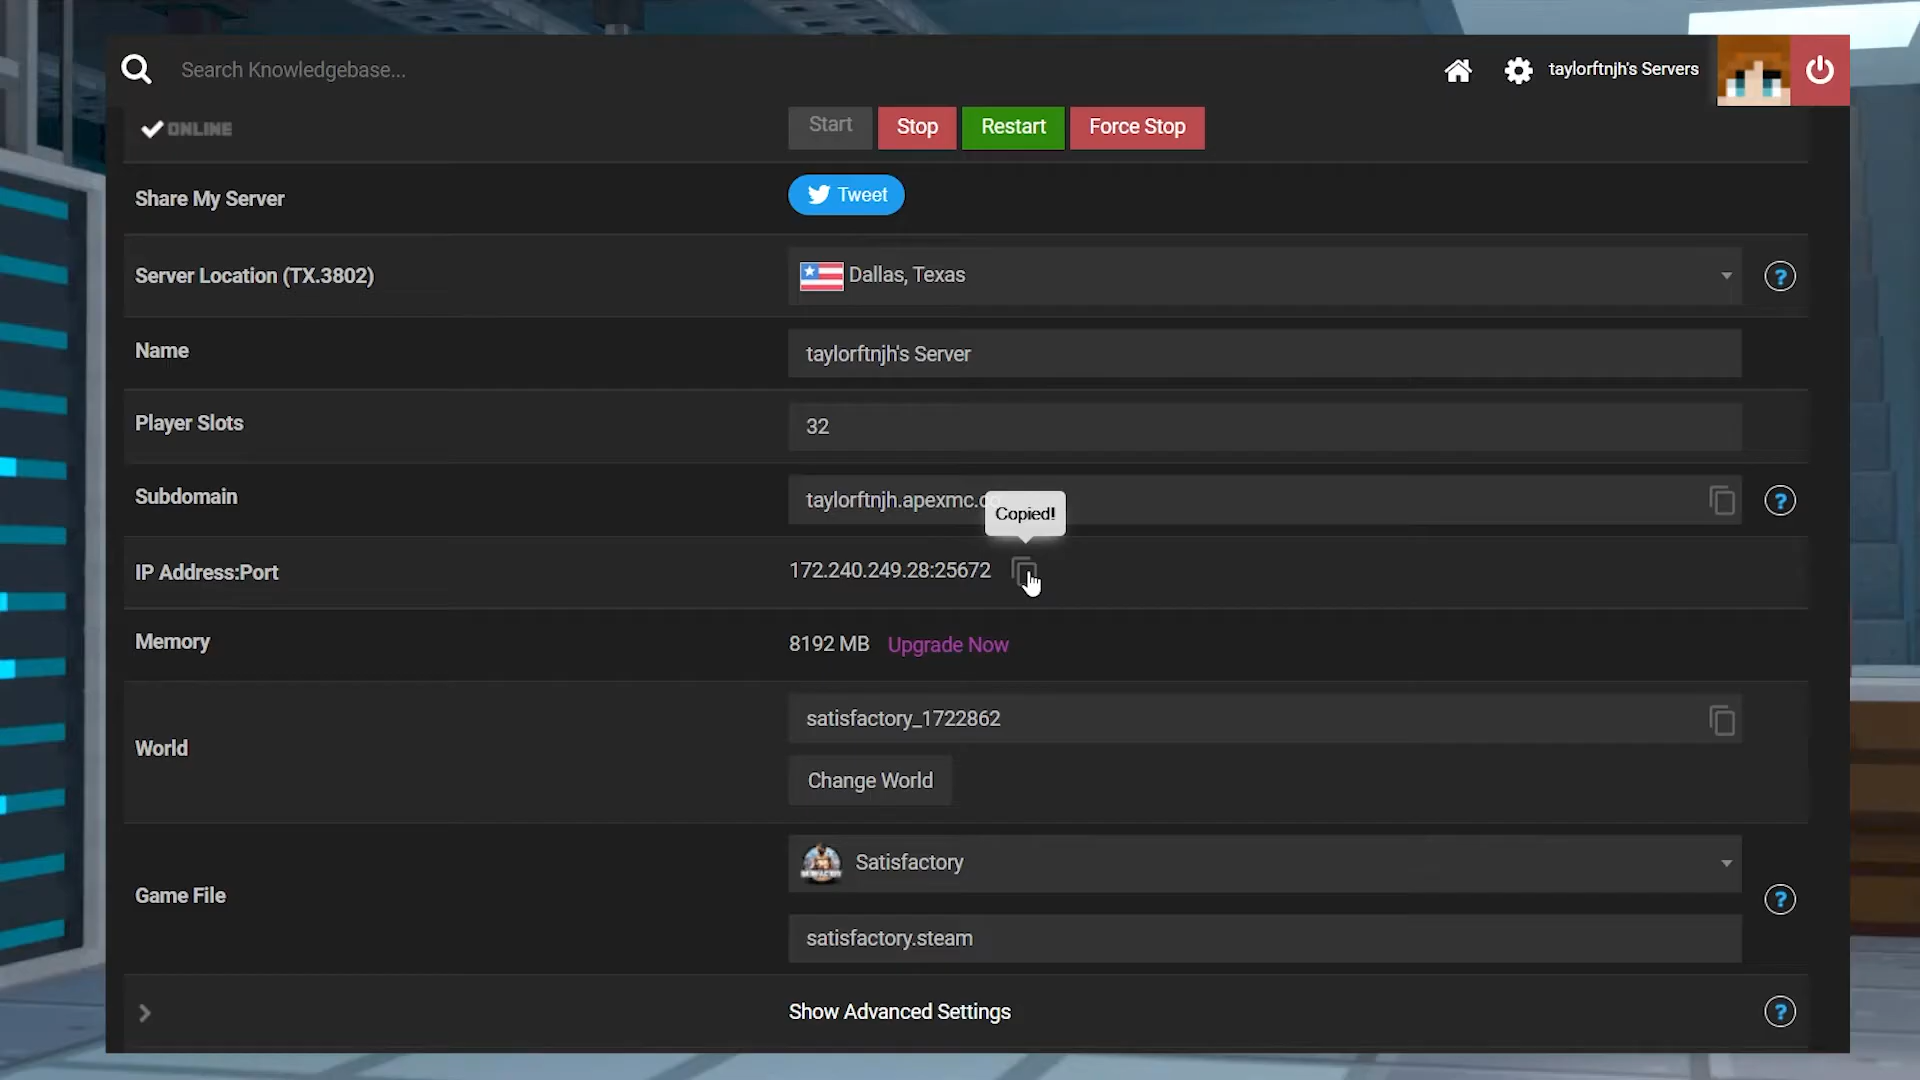 Search Knowledgebase...
taylorftnjh's Servers
ONLINE
Start
Stop
Restart
Force Stop
Share My Server
Tweet
Server Location (TX.3802)
Dallas, Texas
?
Name
taylorftnjh's Server
Player Slots
32
Subdomain
taylorftnjh.apexmc.co
?
Copied!
IP Address:Port
172.240.249.28:25672
Memory
8192 MB
Upgrade Now
World
satisfactory_1722862
Change World
Game File
Satisfactory
?
satisfactory.steam
Show Advanced Settings
?